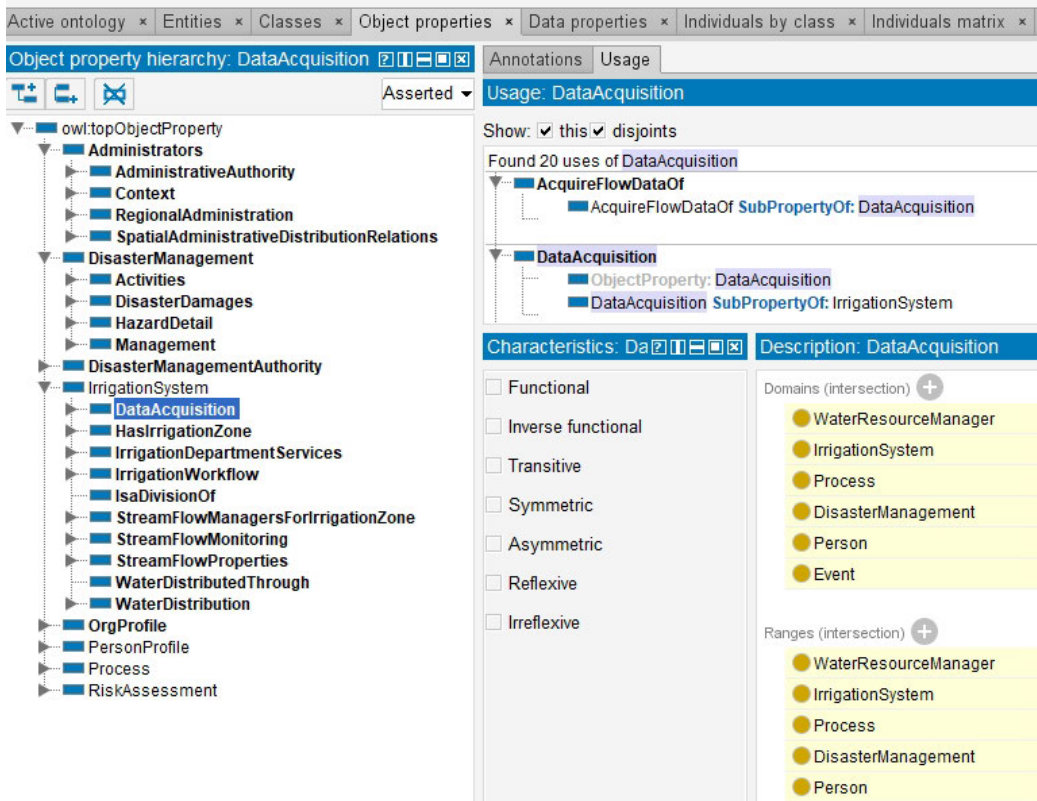 Active ontology × Entities × Classes × Object properties × Data properties × Individuals by class × Individuals matrix ×
Object property hierarchy: DataAcquisition
Asserted
owl:topObjectProperty
Administrators
AdministrativeAuthority
Context
RegionalAdministration
SpatialAdministrativeDistributionRelations
DisasterManagement
Activities
DisasterDamages
HazardDetail
Management
DisasterManagementAuthority
IrrigationSystem
DataAcquisition
HasIrrigationZone
IrrigationDepartmentServices
IrrigationWorkflow
IsaDivisionOf
StreamFlowManagersForIrrigationZone
StreamFlowMonitoring
StreamFlowProperties
WaterDistributedThrough
WaterDistribution
OrgProfile
PersonProfile
Process
RiskAssessment
Annotations Usage
Usage: DataAcquisition
Show: this disjoints
Found 20 uses of DataAcquisition
AcquireFlowDataOf
AcquireFlowDataOf SubPropertyOf: DataAcquisition
DataAcquisition
ObjectProperty: DataAcquisition
DataAcquisition SubPropertyOf: IrrigationSystem
Characteristics: Da
Functional
Inverse functional
Transitive
Symmetric
Asymmetric
Reflexive
Irreflexive
Description: DataAcquisition
Domains (intersection)
WaterResourceManager
IrrigationSystem
Process
DisasterManagement
Person
Event
Ranges (intersection)
WaterResourceManager
IrrigationSystem
Process
DisasterManagement
Person